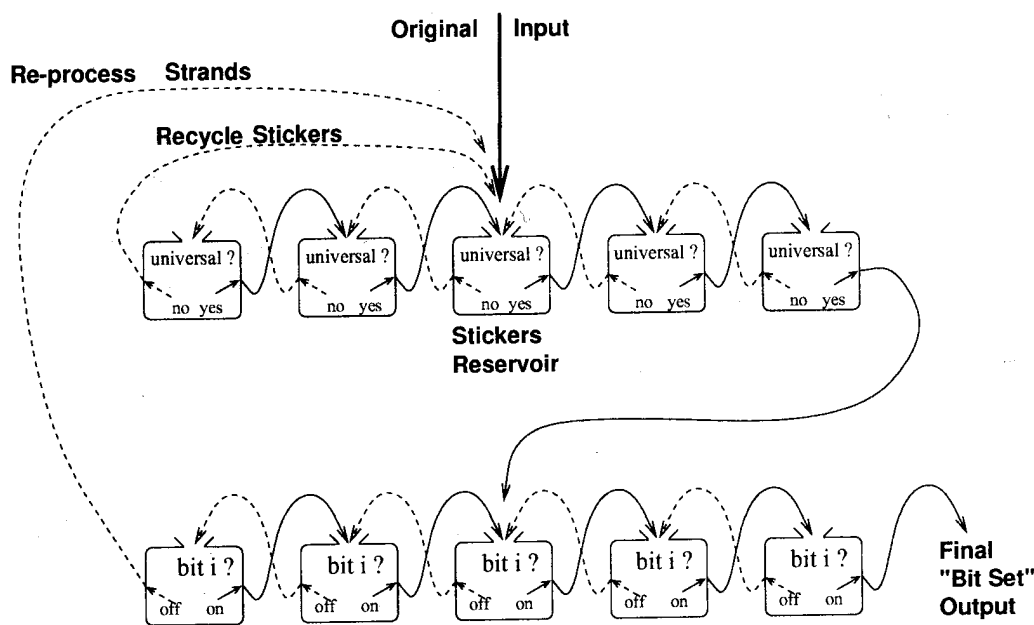 Original Input
Re-process Strands
Recycle Stickers
universal ? universal ? universal ? universal ? universal ?
no yes no yes no yes no yes no yes
Stickers
Reservoir
bit i ? bit i ? bit i ? bit i ? bit i ?
off on off on off on off on off on
Final
"Bit Set"
Output